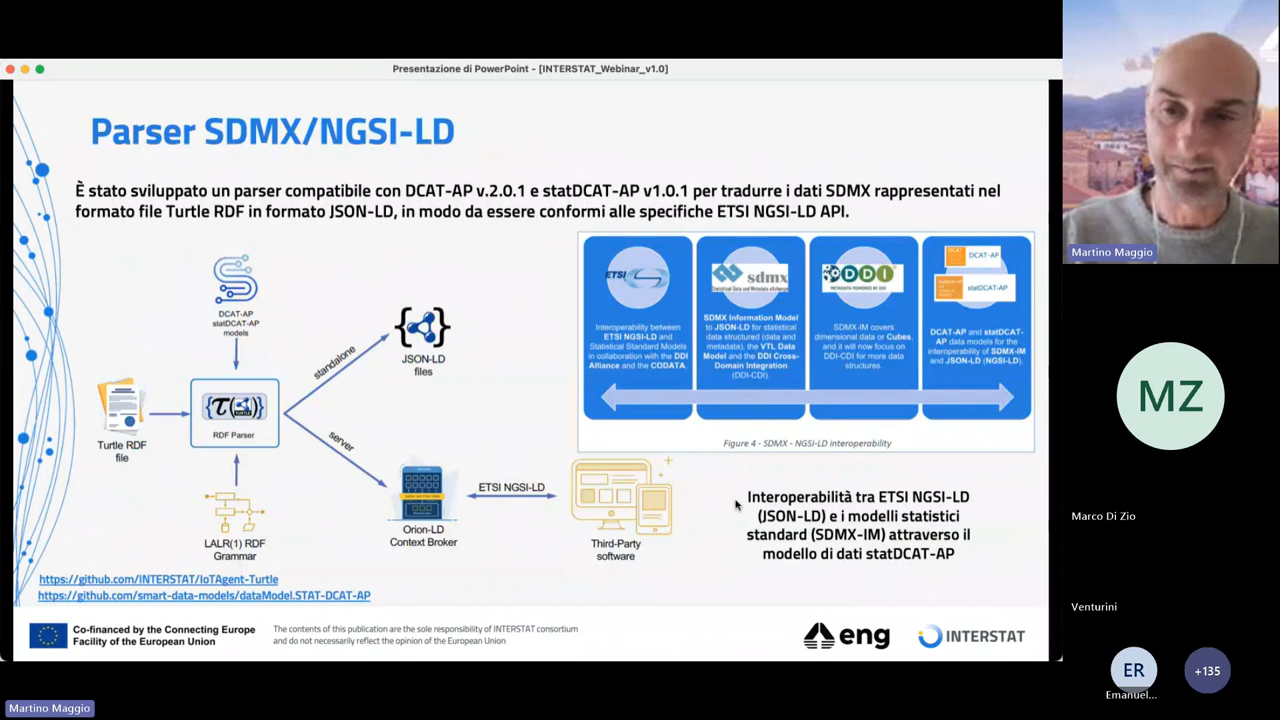 Presentazione di PowerPoint - [INTERSTAT_Webinar_v1.0]
Parser SDMX/NGSI-LD
È stato sviluppato un parser compatibile con DCAT-AP v.2.0.1 e statDCAT-AP v1.0.1 per tradurre i dati SDMX rappresentati nel
formato file Turtle RDF in formato JSON-LD, in modo da essere conformi alle specifiche ETSI NGSI-LD API.
DCAT-AP
statDCAT-AP
models
Turtle RDF
file
RDF Parser
LALR(1) RDF
Grammar
standalone
server
JSON-LD
files
Orion-LD
Context Broker
ETSI NGSI-LD
Third-Party
software
ETSI
Interoperability between
ETSI NGSI-LD and
Statistical Standard Models
in collaboration with the DDI
Alliance and the CODATA.
sdmx
Statistical Data and Metadata eXchange
SDMX Information Model
to JSON-LD for statistical
data structured (data and
metadata), the VTL Data
Model and the DDI Cross-
Domain Integration
(DDI-CDI).
DDI
SDMX-IM covers
dimensional data or Cubes,
and it will now focus on
DDI-CDI for more data
structures.
DCAT-AP
statDCAT-AP
DCAT-AP and statDCAT-
AP data models for the
interoperability of SDMX-IM
and JSON-LD (NGSI-LD).
Figure 4 - SDMX - NGSI-LD interoperability
Interoperabilità tra ETSI NGSI-LD
(JSON-LD) e i modelli statistici
standard (SDMX-IM) attraverso il
modello di dati statDCAT-AP
https://github.com/INTERSTAT/IoTAgent-Turtle
https://github.com/smart-data-models/dataModel.STAT-DCAT-AP
Co-financed by the Connecting Europe
Facility of the European Union
The contents of this publication are the sole responsibility of INTERSTAT consortium
and do not necessarily reflect the opinion of the European Union
eng
INTERSTAT
Martino Maggio
MZ
Marco Di Zio
Venturini
ER
Emanuel...
+135
Martino Maggio